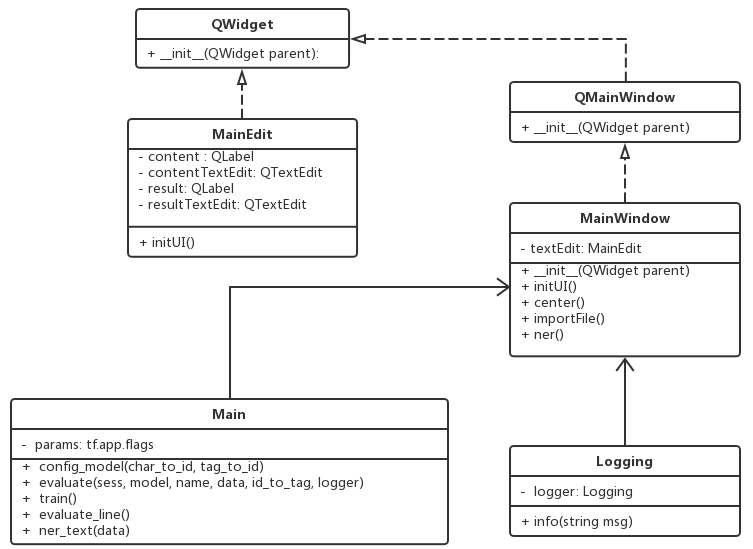 QWidget
+ __init__(QWidget parent):
QMainWindow
+ __init__(QWidget parent)
MainEdit
- content : QLabel
- contentTextEdit: QTextEdit
- result: QLabel
- resultTextEdit: QTextEdit
+ initUI()
MainWindow
- textEdit: MainEdit
+ __init__(QWidget parent)
+ initUI()
+ center()
+ importFile()
+ ner()
Main
- params: tf.app.flags
+ config_model(char_to_id, tag_to_id)
+ evaluate(sess, model, name, data, id_to_tag, logger)
+ train()
+ evaluate_line()
+ ner_text(data)
Logging
- logger: Logging
+ info(string msg)